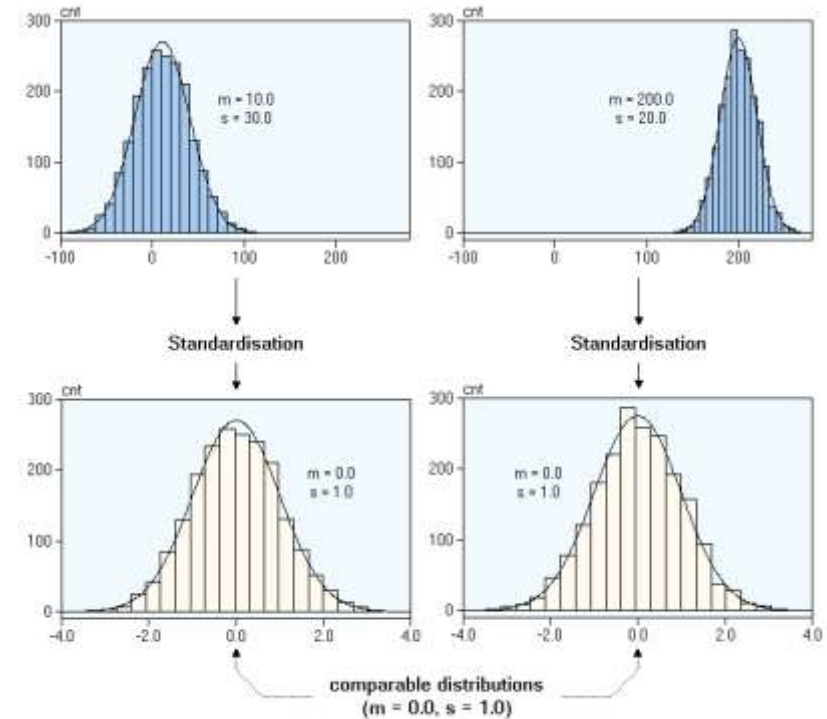 cnt
300
200
100
0
m = 10.0
s = 30.0
-100 0 100 200
cnt
300
200
100
0
m = 200.0
s = 20.0
-100 0 100 200
Standardisation
Standardisation
cnt
300
200
100
0
m = 0.0
s = 1.0
-4.0 -2.0 0.0 2.0 4.0
cnt
300
200
100
0
m = 0.0
s = 1.0
-4.0 -2.0 0.0 2.0 4.0
comparable distributions
(m = 0.0, s = 1.0)